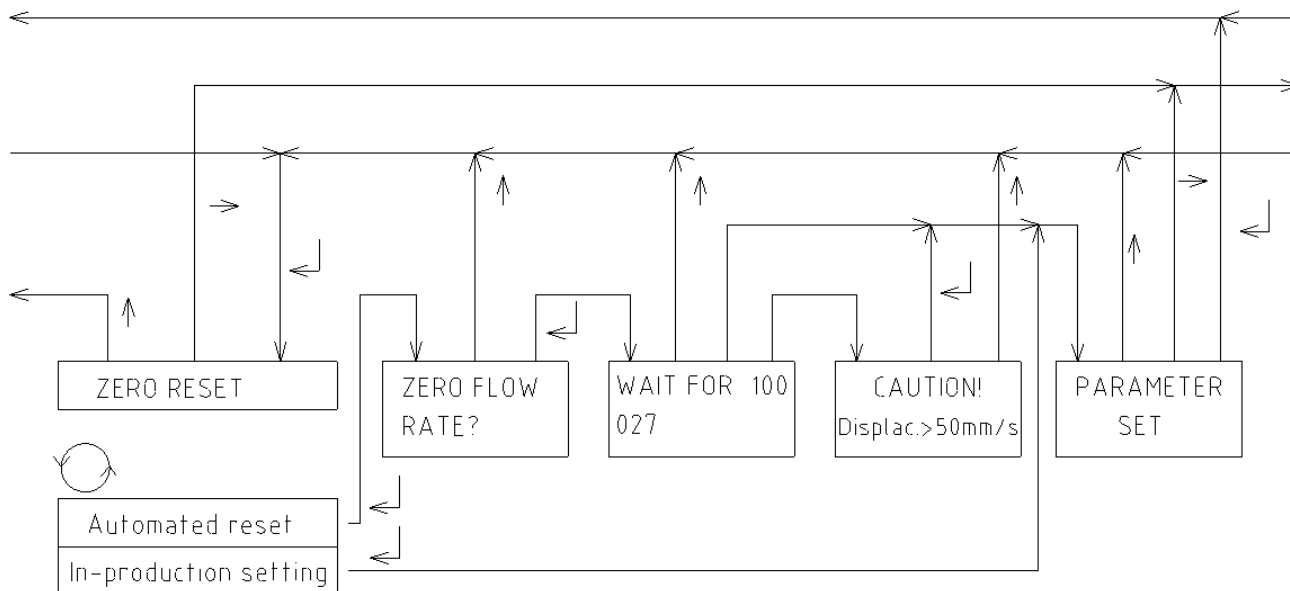 ZERO RESET
ZERO FLOW
RATE?
WAIT FOR 100
027
CAUTION!
Displac.>50mm/s
PARAMETER
SET
Automated reset
In-production setting